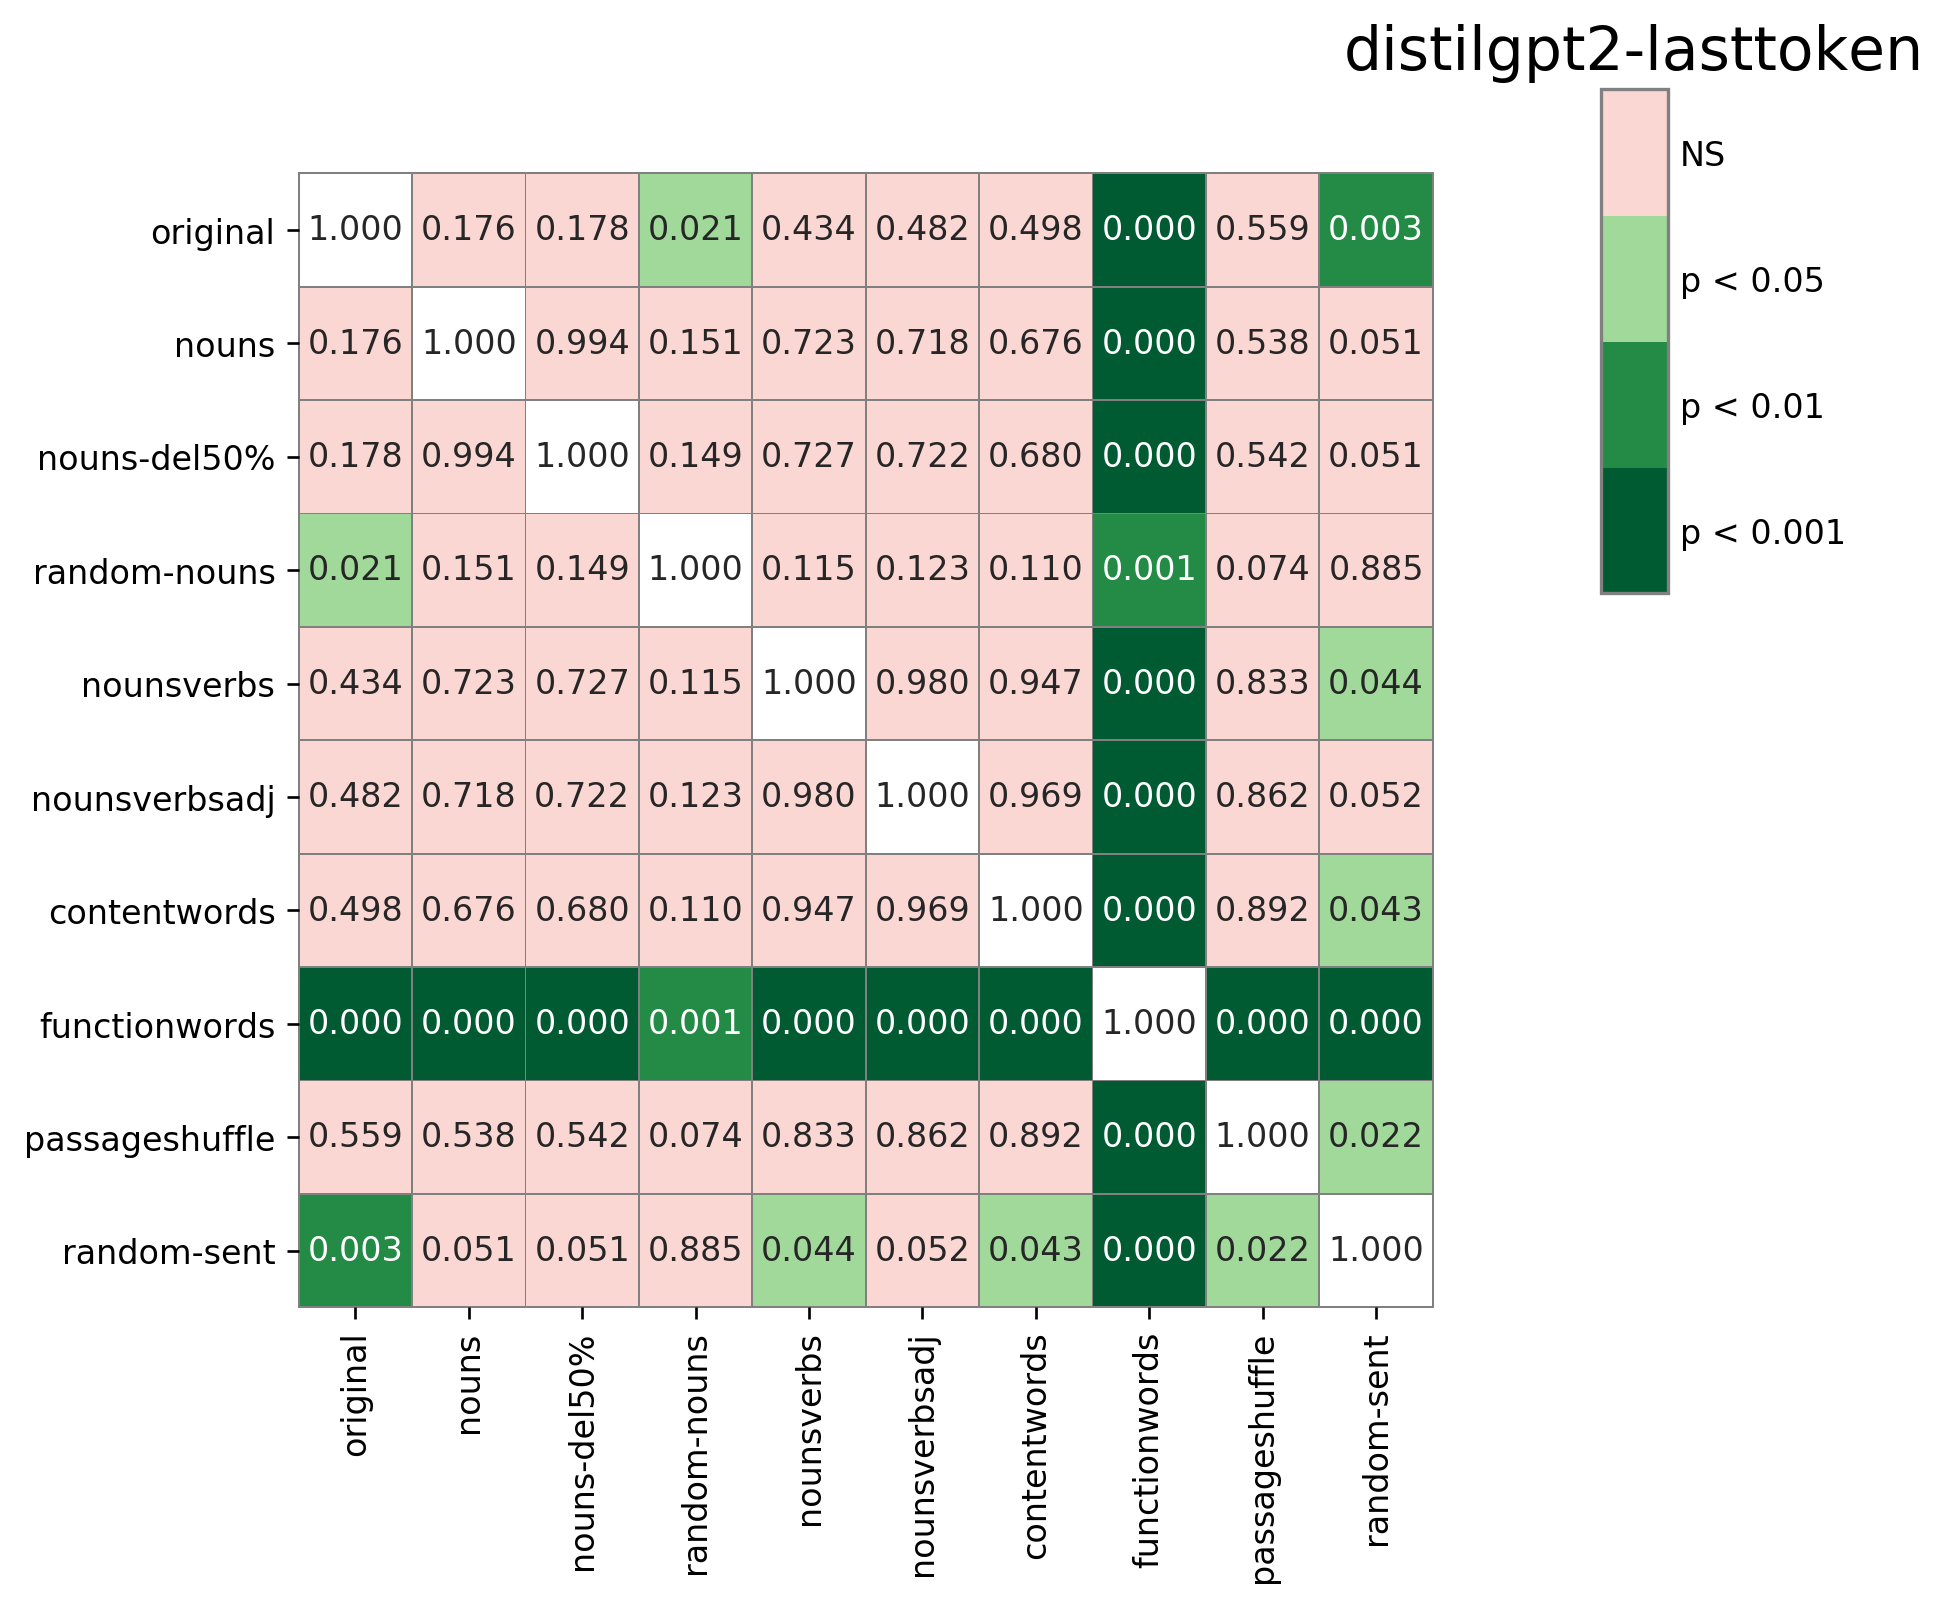 distilgpt2-lasttoken
NS
p < 0.05
p < 0.01
p < 0.001
original 1.000 0.176 0.178 0.021 0.434 0.482 0.498 0.000 0.559 0.003
nouns 0.176 1.000 0.994 0.151 0.723 0.718 0.676 0.000 0.538 0.051
nouns-del50% 0.178 0.994 1.000 0.149 0.727 0.722 0.680 0.000 0.542 0.051
random-nouns 0.021 0.151 0.149 1.000 0.115 0.123 0.110 0.001 0.074 0.885
nounsverbs 0.434 0.723 0.727 0.115 1.000 0.980 0.947 0.000 0.833 0.044
nounsverbsadj 0.482 0.718 0.722 0.123 0.980 1.000 0.969 0.000 0.862 0.052
contentwords 0.498 0.676 0.680 0.110 0.947 0.969 1.000 0.000 0.892 0.043
functionwords 0.000 0.000 0.000 0.001 0.000 0.000 0.000 1.000 0.000 0.000
passageshuffle 0.559 0.538 0.542 0.074 0.833 0.862 0.892 0.000 1.000 0.022
random-sent 0.003 0.051 0.051 0.885 0.044 0.052 0.043 0.000 0.022 1.000
original
nouns
nouns-del50%
random-nouns
nounsverbs
nounsverbsadj
contentwords
functionwords
passageshuffle
random-sent